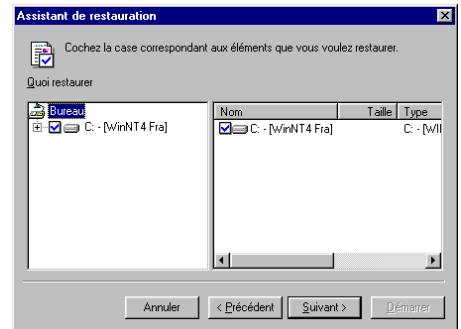 Assistant de restauration
Cochez la case correspondant aux éléments que vous voulez restaurer.
Quoi restaurer
Bureau
C: - [WinNT4 Fra]
Nom Taille Type
C: - [WinNT4 Fra] C: - [WII
Annuler < Précédent Suivant > Démarrer